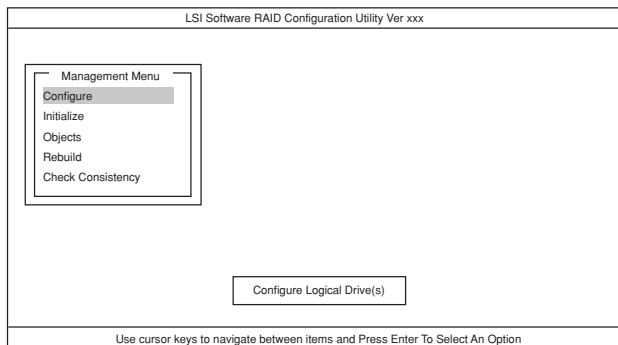 LSI Software RAID Configuration Utility Ver xxx
Management Menu
Configure
Initialize
Objects
Rebuild
Check Consistency
Configure Logical Drive(s)
Use cursor keys to navigate between items and Press Enter To Select An Option